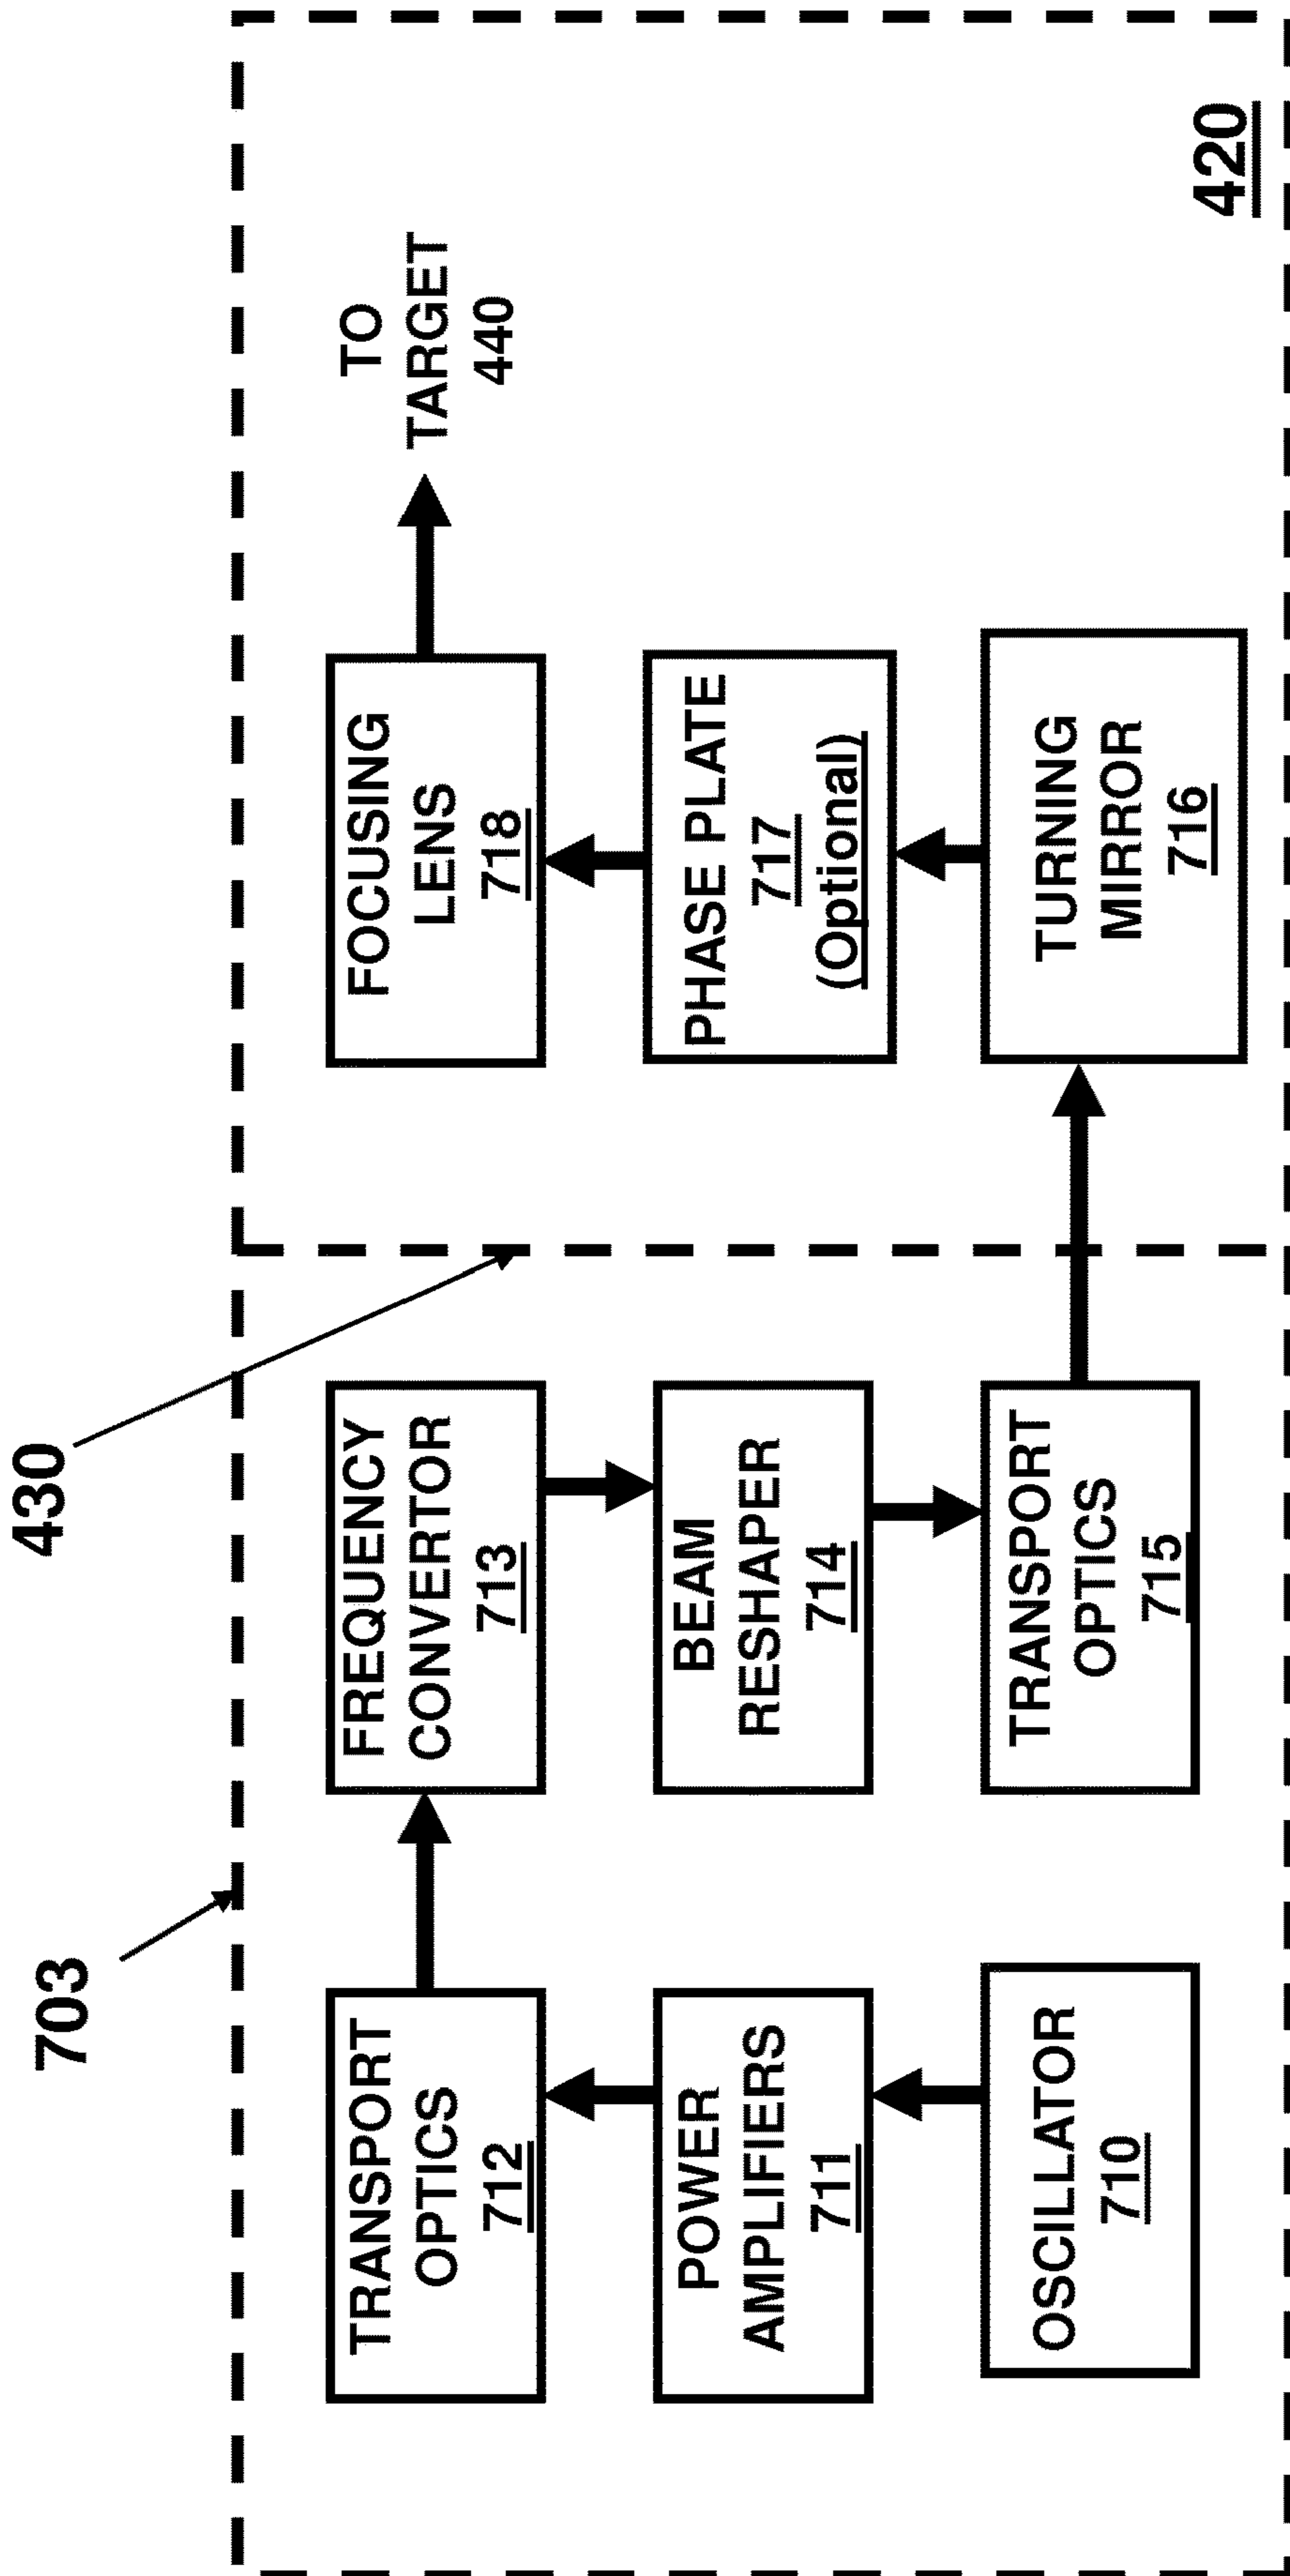 703
430
TRANSPORT
OPTICS
712
POWER
AMPLIFIERS
711
OSCILLATOR
710
FREQUENCY
CONVERTOR
713
BEAM
RESHAPER
714
TRANSPORT
OPTICS
715
FOCUSING
LENS
718
PHASE PLATE
717
(Optional)
TURNING
MIRROR
716
TO
TARGET
440
420